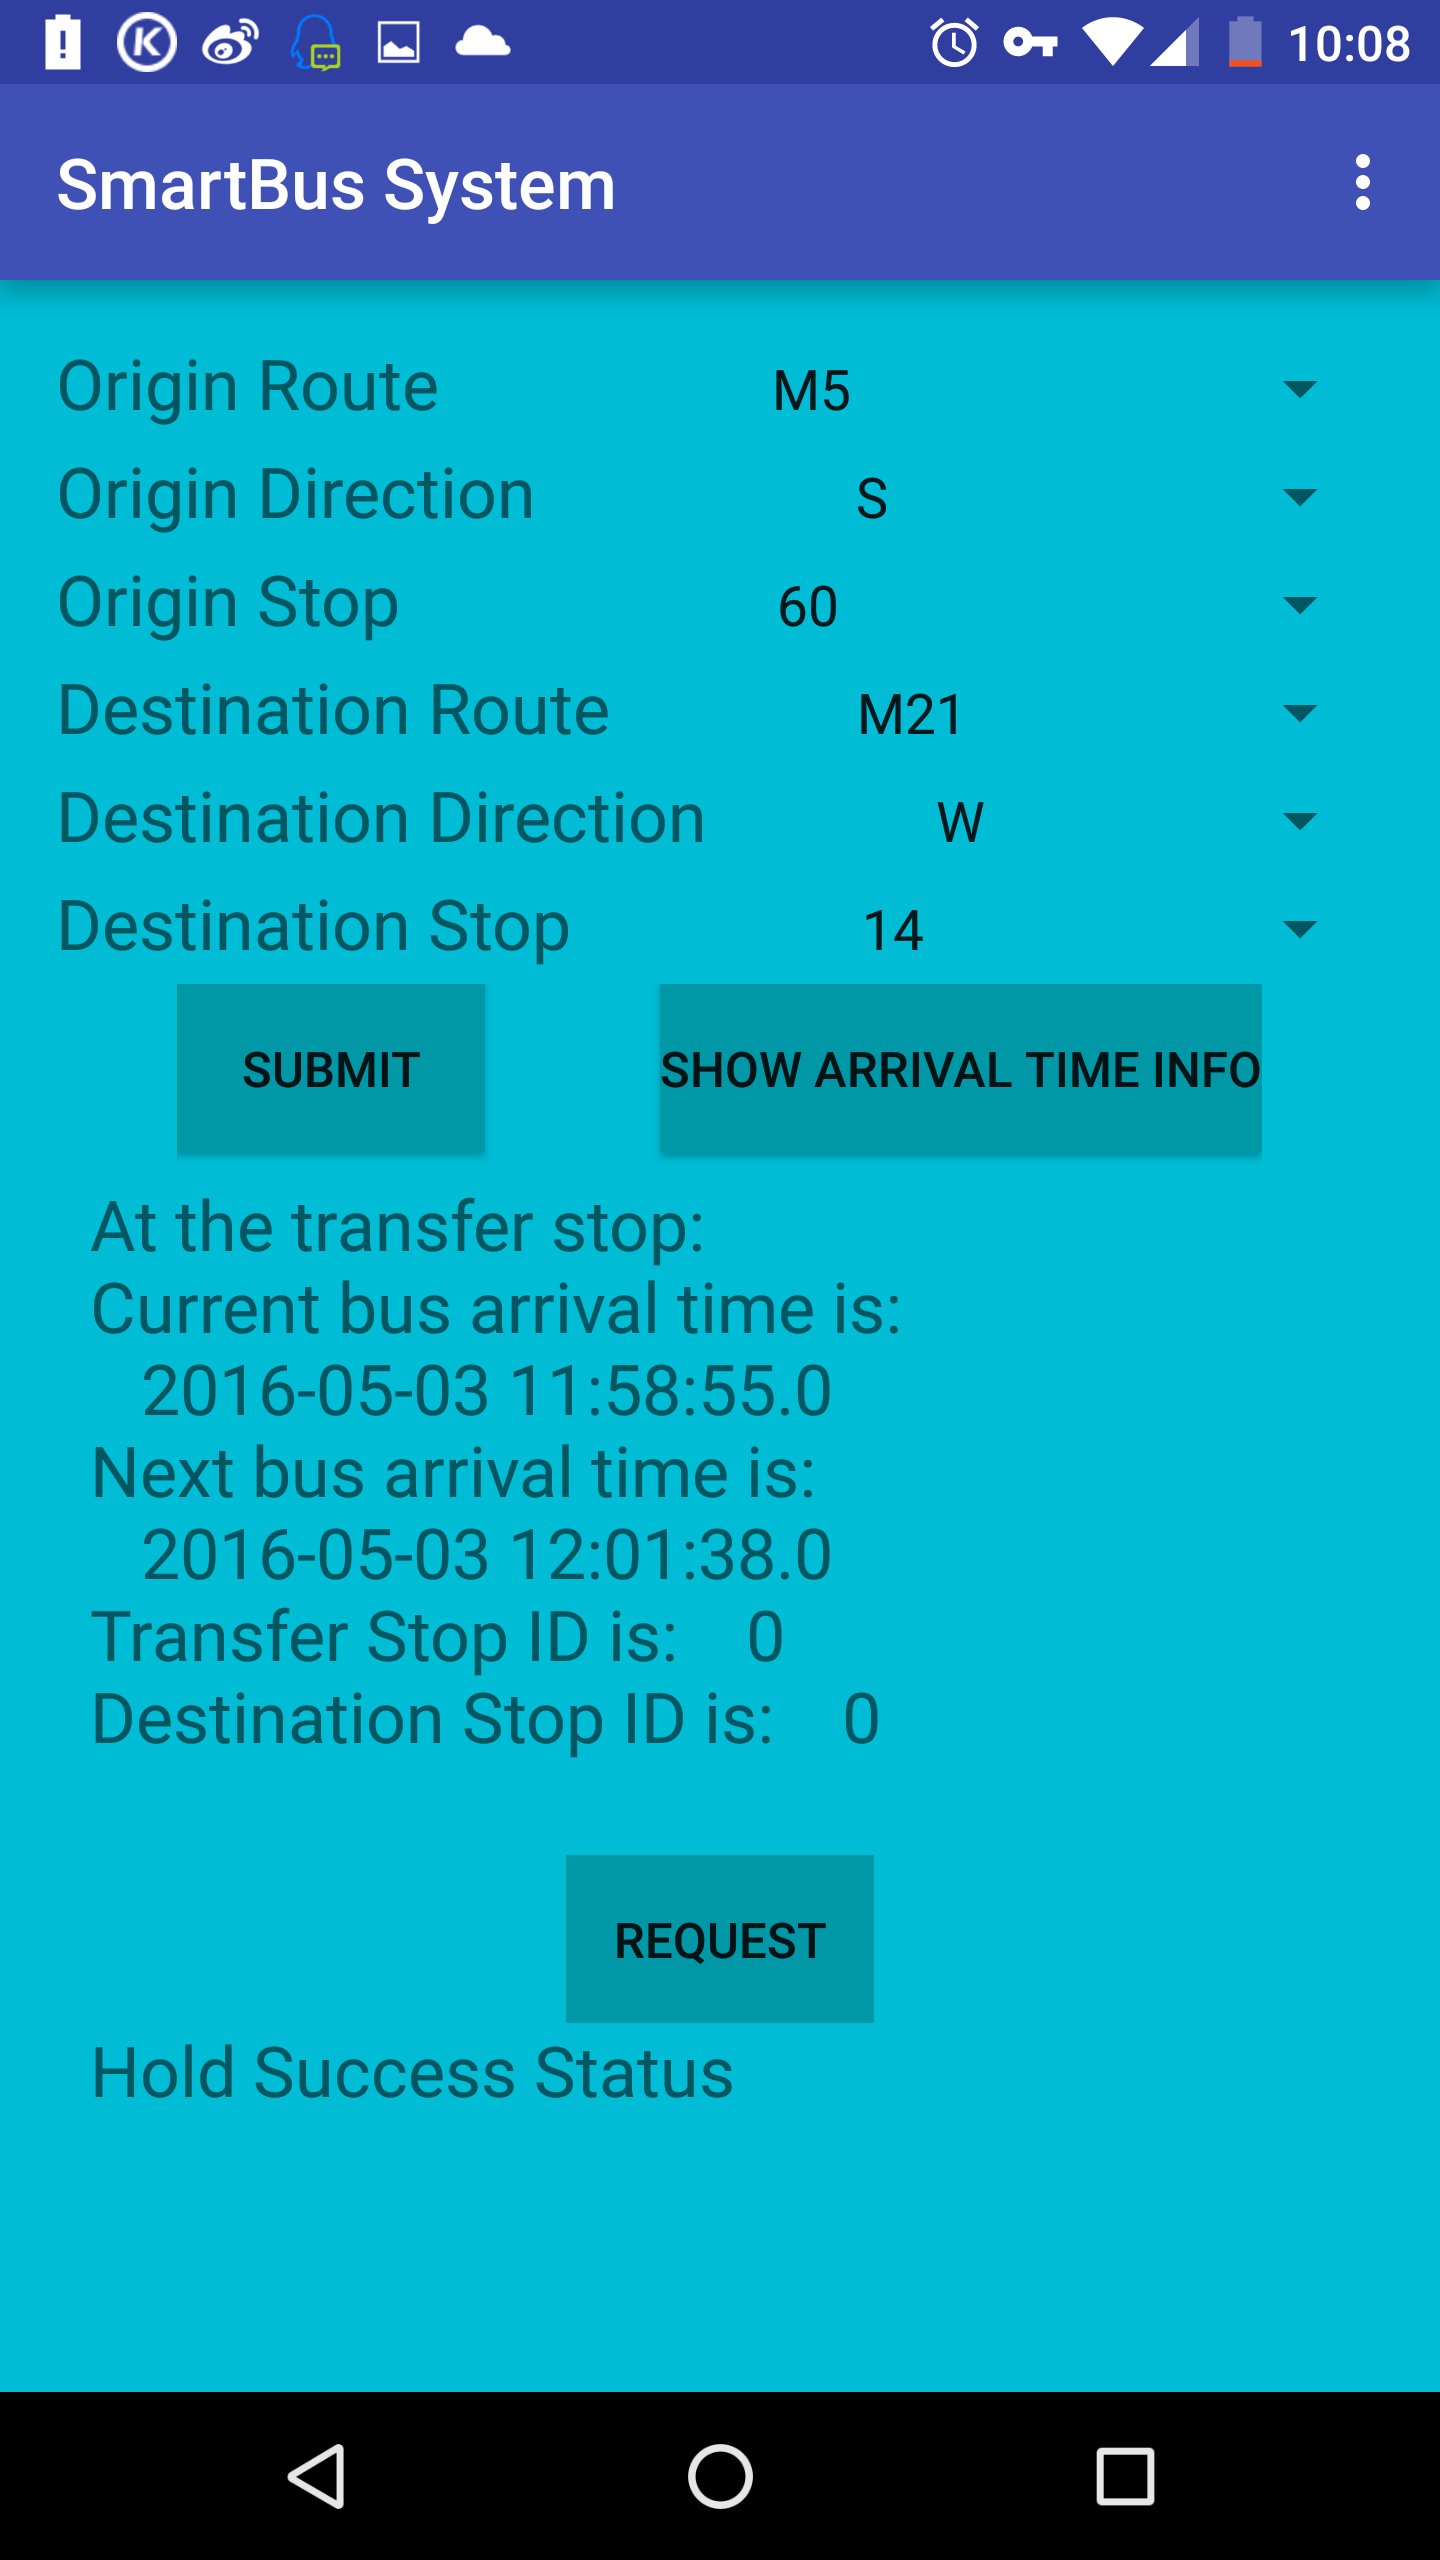 10:08
SmartBus System
Origin Route M5
Origin Direction S
Origin Stop 60
Destination Route M21
Destination Direction W
Destination Stop 14
SUBMIT SHOW ARRIVAL TIME INFO
At the transfer stop:
Current bus arrival time is:
2016-05-03 11:58:55.0
Next bus arrival time is:
2016-05-03 12:01:38.0
Transfer Stop ID is: 0
Destination Stop ID is: 0
REQUEST
Hold Success Status